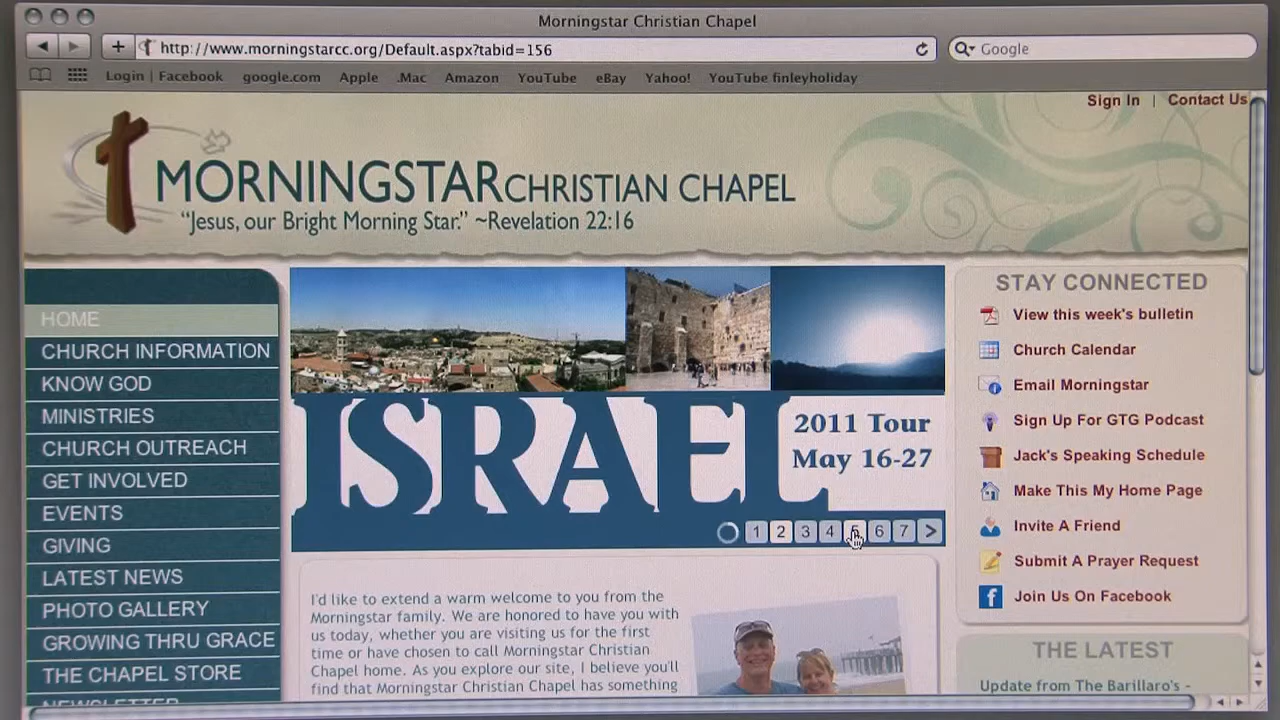 Morningstar Christian Chapel
http://www.morningstarcc.org/Default.aspx?tabid=156
Google
Login | Facebook
google.com
Apple
.Mac
Amazon
YouTube
eBay
Yahoo!
YouTube finleyholiday
Sign In | Contact Us
MORNINGSTAR CHRISTIAN CHAPEL
"Jesus, our Bright Morning Star." ~Revelation 22:16
HOME
CHURCH INFORMATION
KNOW GOD
MINISTRIES
CHURCH OUTREACH
GET INVOLVED
EVENTS
GIVING
LATEST NEWS
PHOTO GALLERY
GROWING THRU GRACE
THE CHAPEL STORE
NEWSLETTER
ISRAEL
2011 Tour
May 16-27
1 2 3 4 5 6 7 >
I'd like to extend a warm welcome to you from the
Morningstar family. We are honored to have you with
us today, whether you are visiting us for the first
time or have chosen to call Morningstar Christian
Chapel home. As you explore our site, I believe you'll
find that Morningstar Christian Chapel has something
STAY CONNECTED
View this week's bulletin
Church Calendar
Email Morningstar
Sign Up For GTG Podcast
Jack's Speaking Schedule
Make This My Home Page
Invite A Friend
Submit A Prayer Request
Join Us On Facebook
THE LATEST
Update from The Barillaro's -